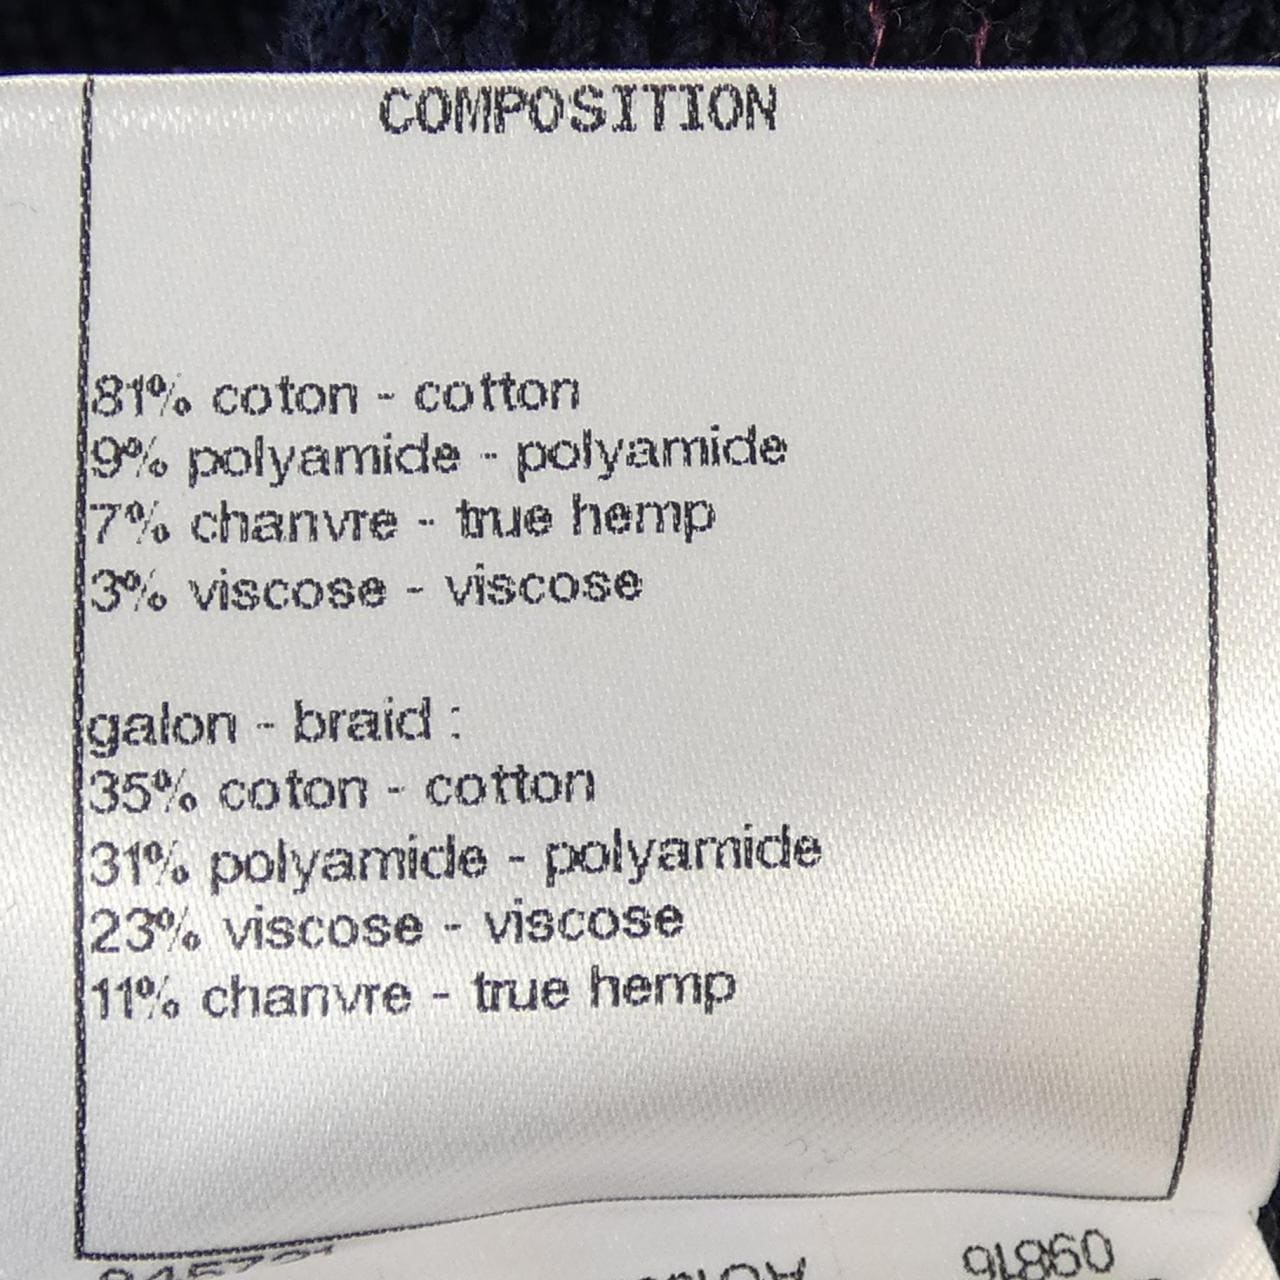 COMPOSITION
81% coton - cotton
9% polyamide - polyamide
7% chanvre - true hemp
3% viscose - viscose
galon - braid :
35% coton - cotton
31% polyamide - polyamide
23% viscose - viscose
11% chanvre - true hemp